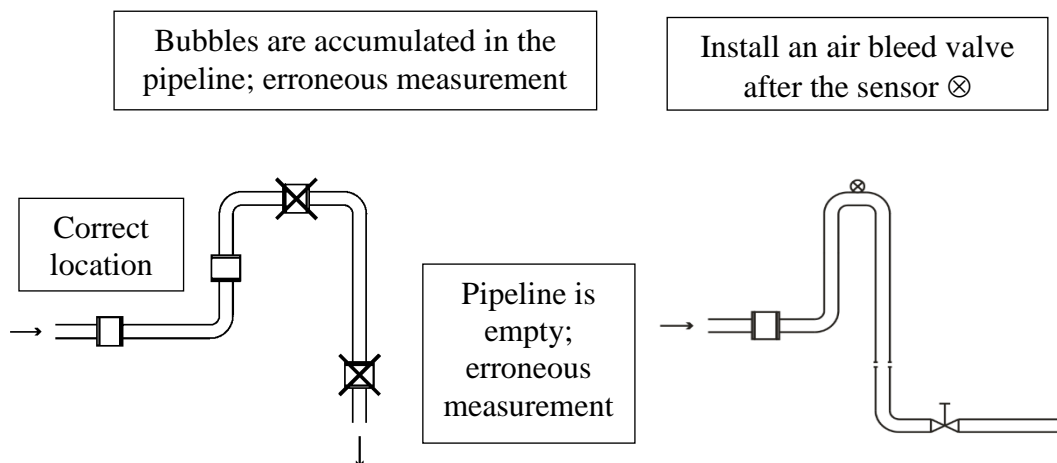 Bubbles are accumulated in the
pipeline; erroneous measurement
Install an air bleed valve
after the sensor ⊗
Correct
location
Pipeline is
empty;
erroneous
measurement